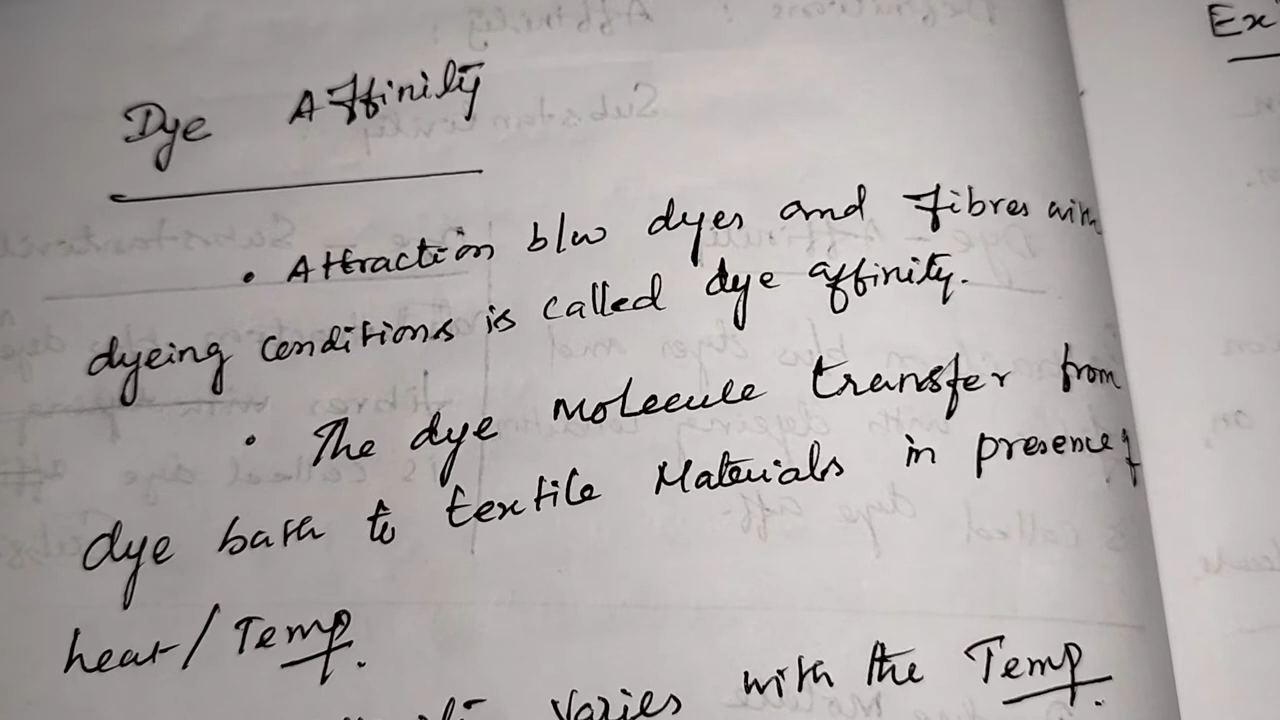 Dye Affinity
• Attraction b/w dyes and fibres with
dyeing conditions is called dye affinity.
• The dye molecule transfer from
dye bath to textile Materials in presence of
heat/Temp.
varies with the Temp.
Ex